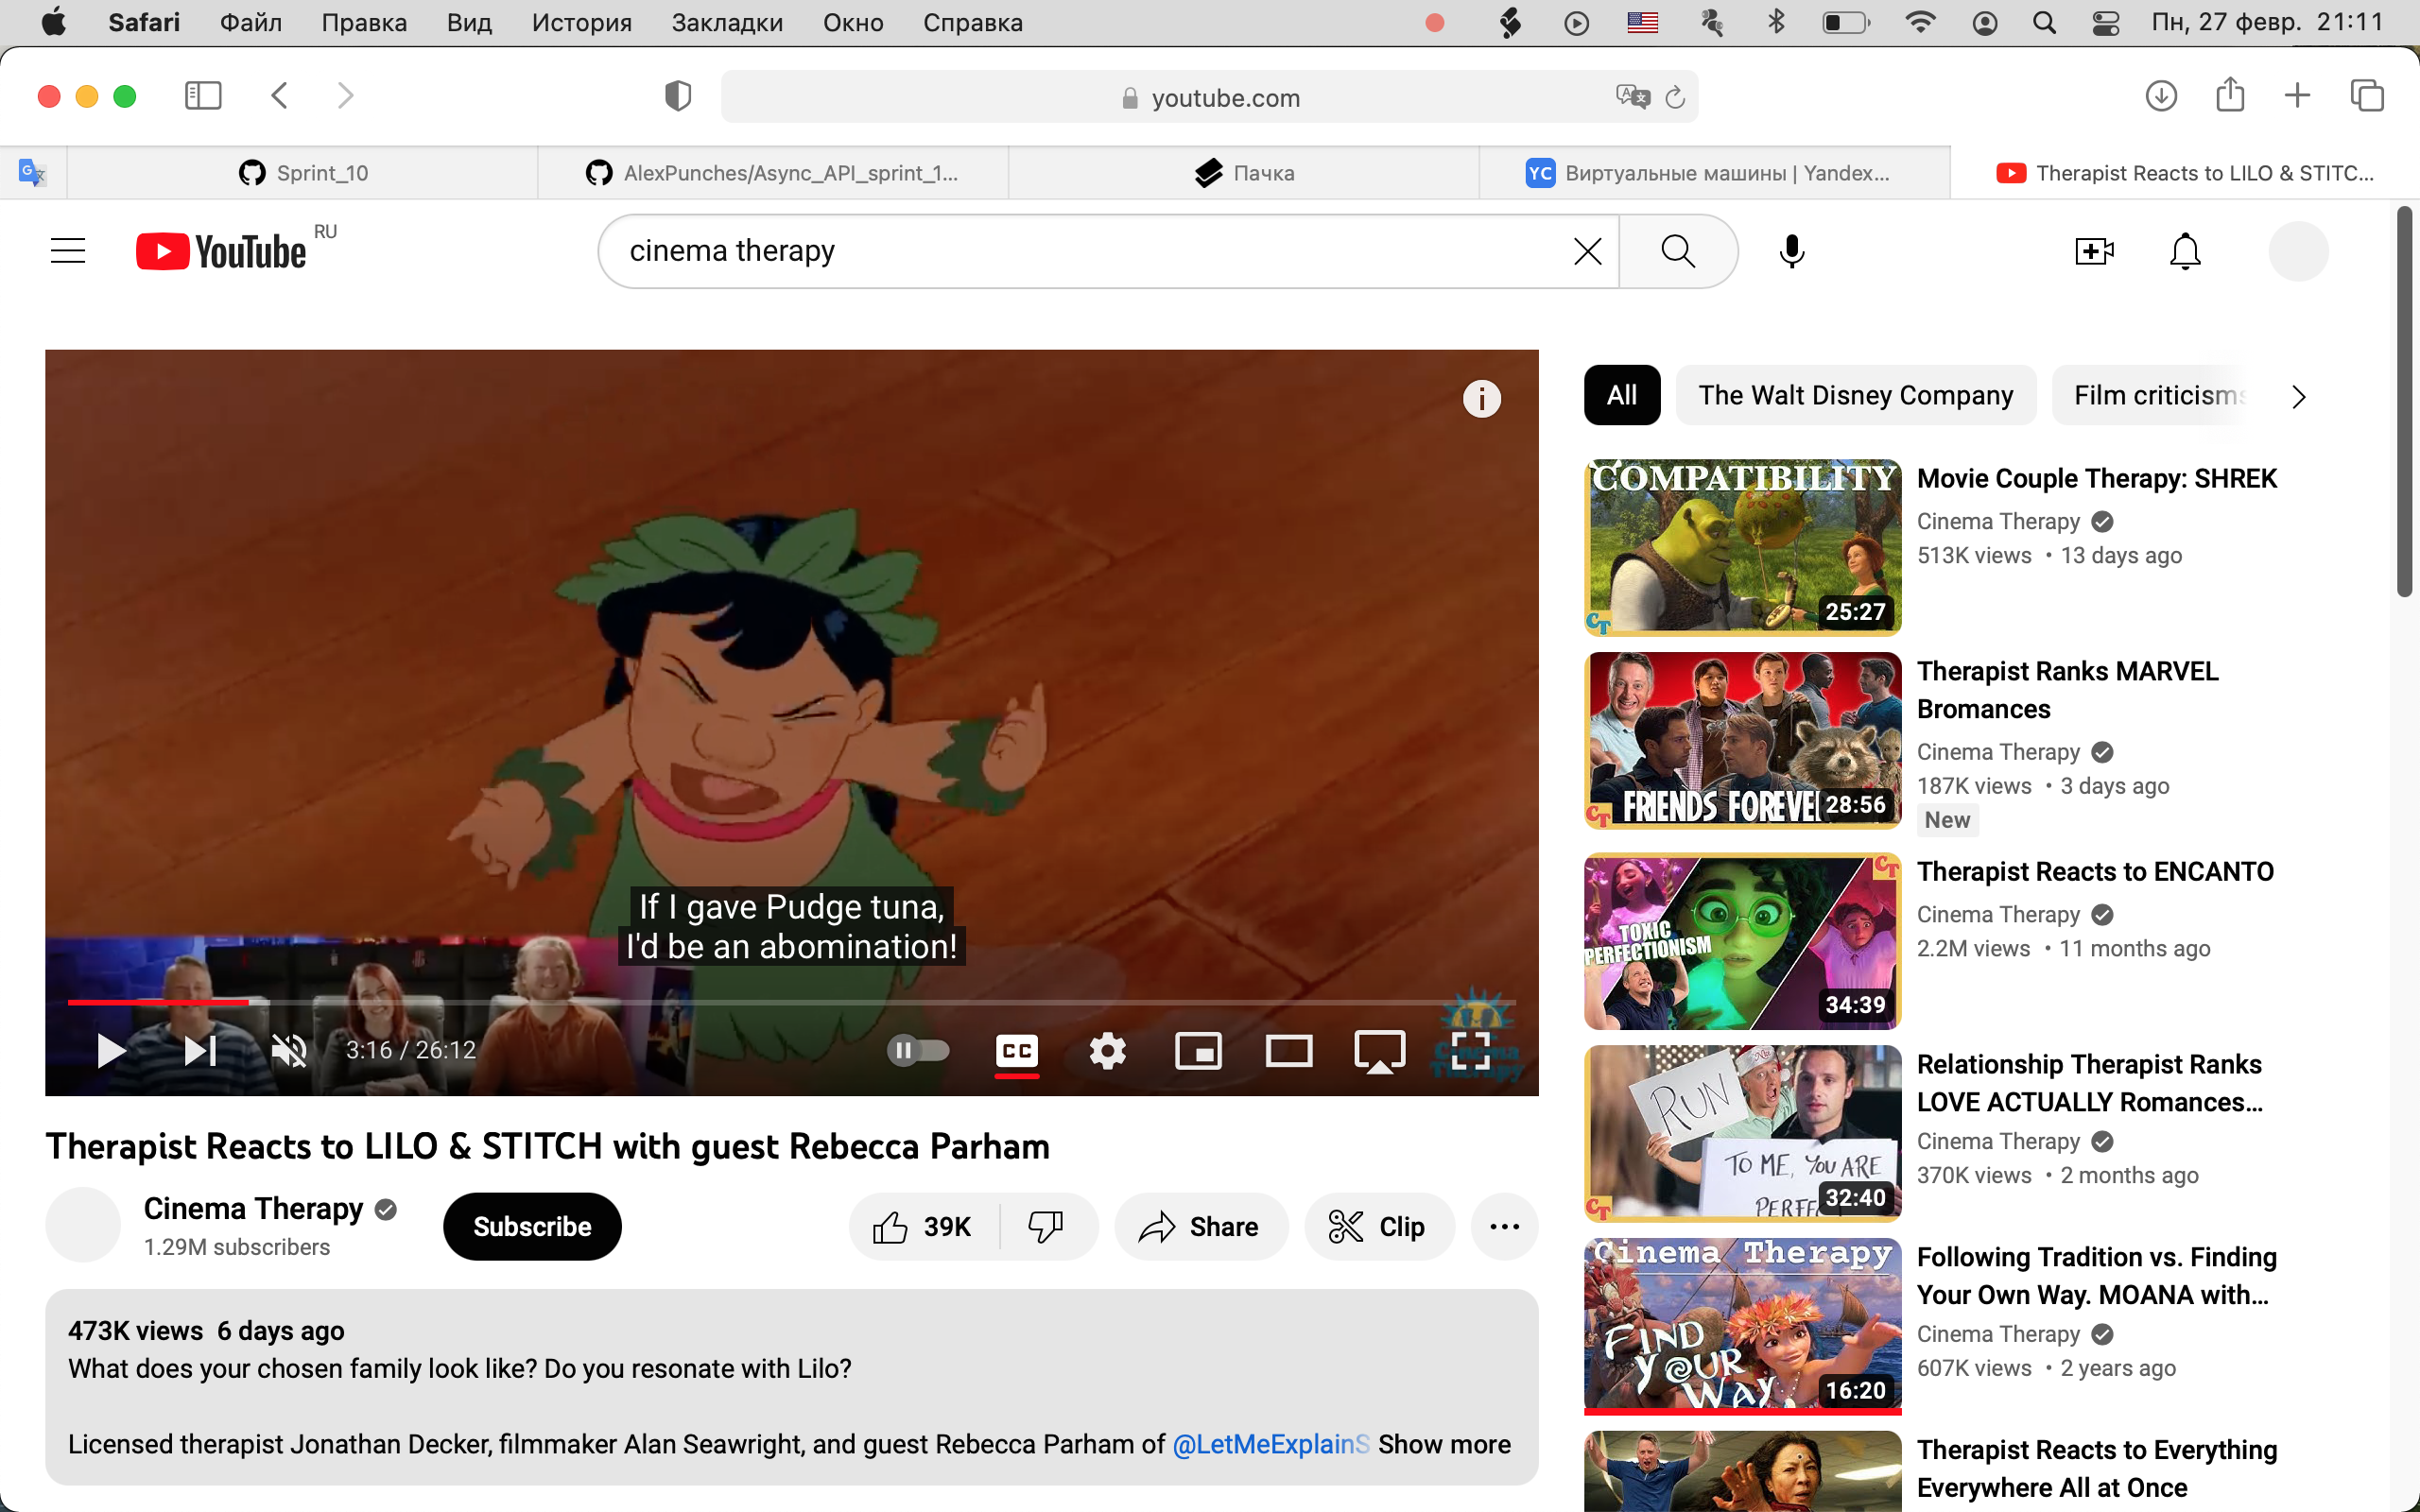 Safari Файл Правка Вид История Закладки Окно Справка Пн, 27 февр. 21:11
youtube.com
Sprint_10 AlexPunches/Async_API_sprint_1... Пачка YC Виртуальные машины | Yandex... Therapist Reacts to LILO & STITC...
YouTube RU
cinema therapy
If I gave Pudge tuna,
I'd be an abomination!
3:16 / 26:12
CC
Cinema
Therapy
Therapist Reacts to LILO & STITCH with guest Rebecca Parham
Cinema Therapy
1.29M subscribers
Subscribe
39K
Share
Clip
473K views 6 days ago
What does your chosen family look like? Do you resonate with Lilo?
Licensed therapist Jonathan Decker, filmmaker Alan Seawright, and guest Rebecca Parham of @LetMeExplainS Show more
All The Walt Disney Company Film criticisms
COMPATIBILITY
CT
25:27
Movie Couple Therapy: SHREK
Cinema Therapy
513K views • 13 days ago
FRIENDS FOREVE
CT
28:56
Therapist Ranks MARVEL
Bromances
Cinema Therapy
187K views • 3 days ago
New
CT
TOXIC
PERFECTIONISM
34:39
Therapist Reacts to ENCANTO
Cinema Therapy
2.2M views • 11 months ago
RUN
TO ME, YOU ARE
PERFEC
CT
32:40
Relationship Therapist Ranks
LOVE ACTUALLY Romances...
Cinema Therapy
370K views • 2 months ago
Cinema Therapy
FIND
YOUR
WAY
16:20
Following Tradition vs. Finding
Your Own Way. MOANA with...
Cinema Therapy
607K views • 2 years ago
Therapist Reacts to Everything
Everywhere All at Once